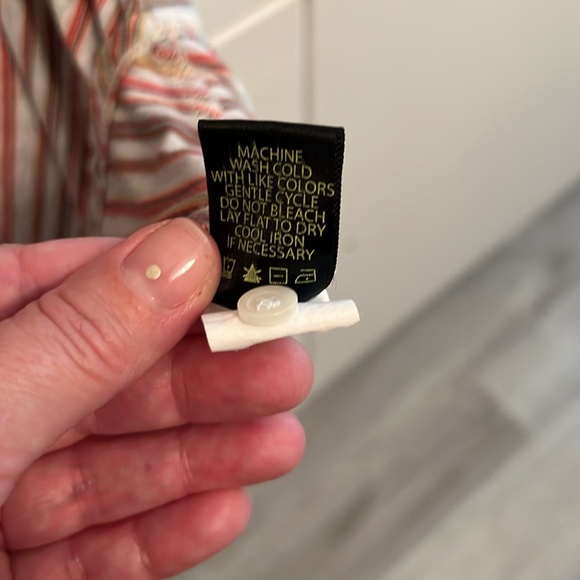 MACHINE
WASH COLD
WITH LIKE COLORS
GENTLE CYCLE
DO NOT BLEACH
LAY FLAT TO DRY
COOL IRON
IF NECESSARY